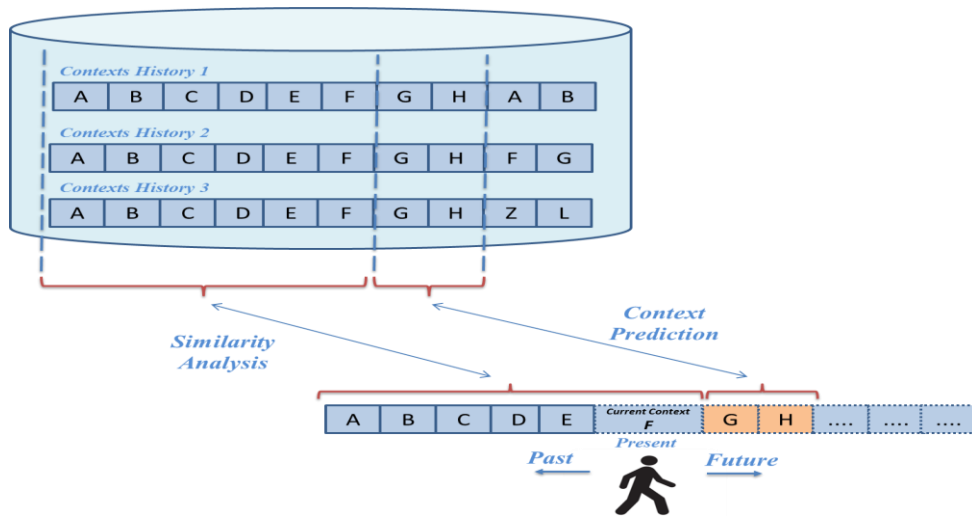 Contexts History 1
A B C D E F G H A B
Contexts History 2
A B C D E F G H F G
Contexts History 3
A B C D E F G H Z L
Similarity
Analysis
Context
Prediction
A B C D E Current Context G H .... .... ....
F
Present
Past
Future